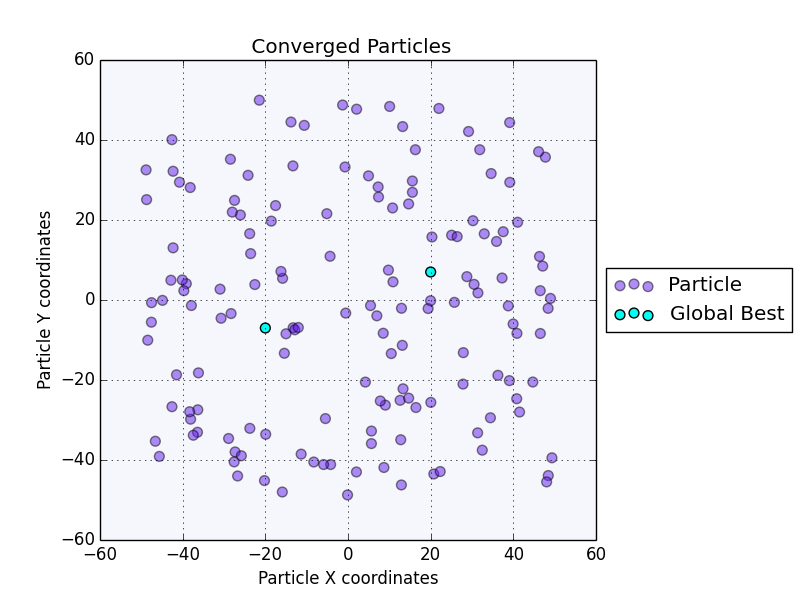 Converged Particles
60
40
20
0
−20
−40
−60
−60 −40 −20 0 20 40 60
Particle Y coordinates
Particle X coordinates
Particle
Global Best